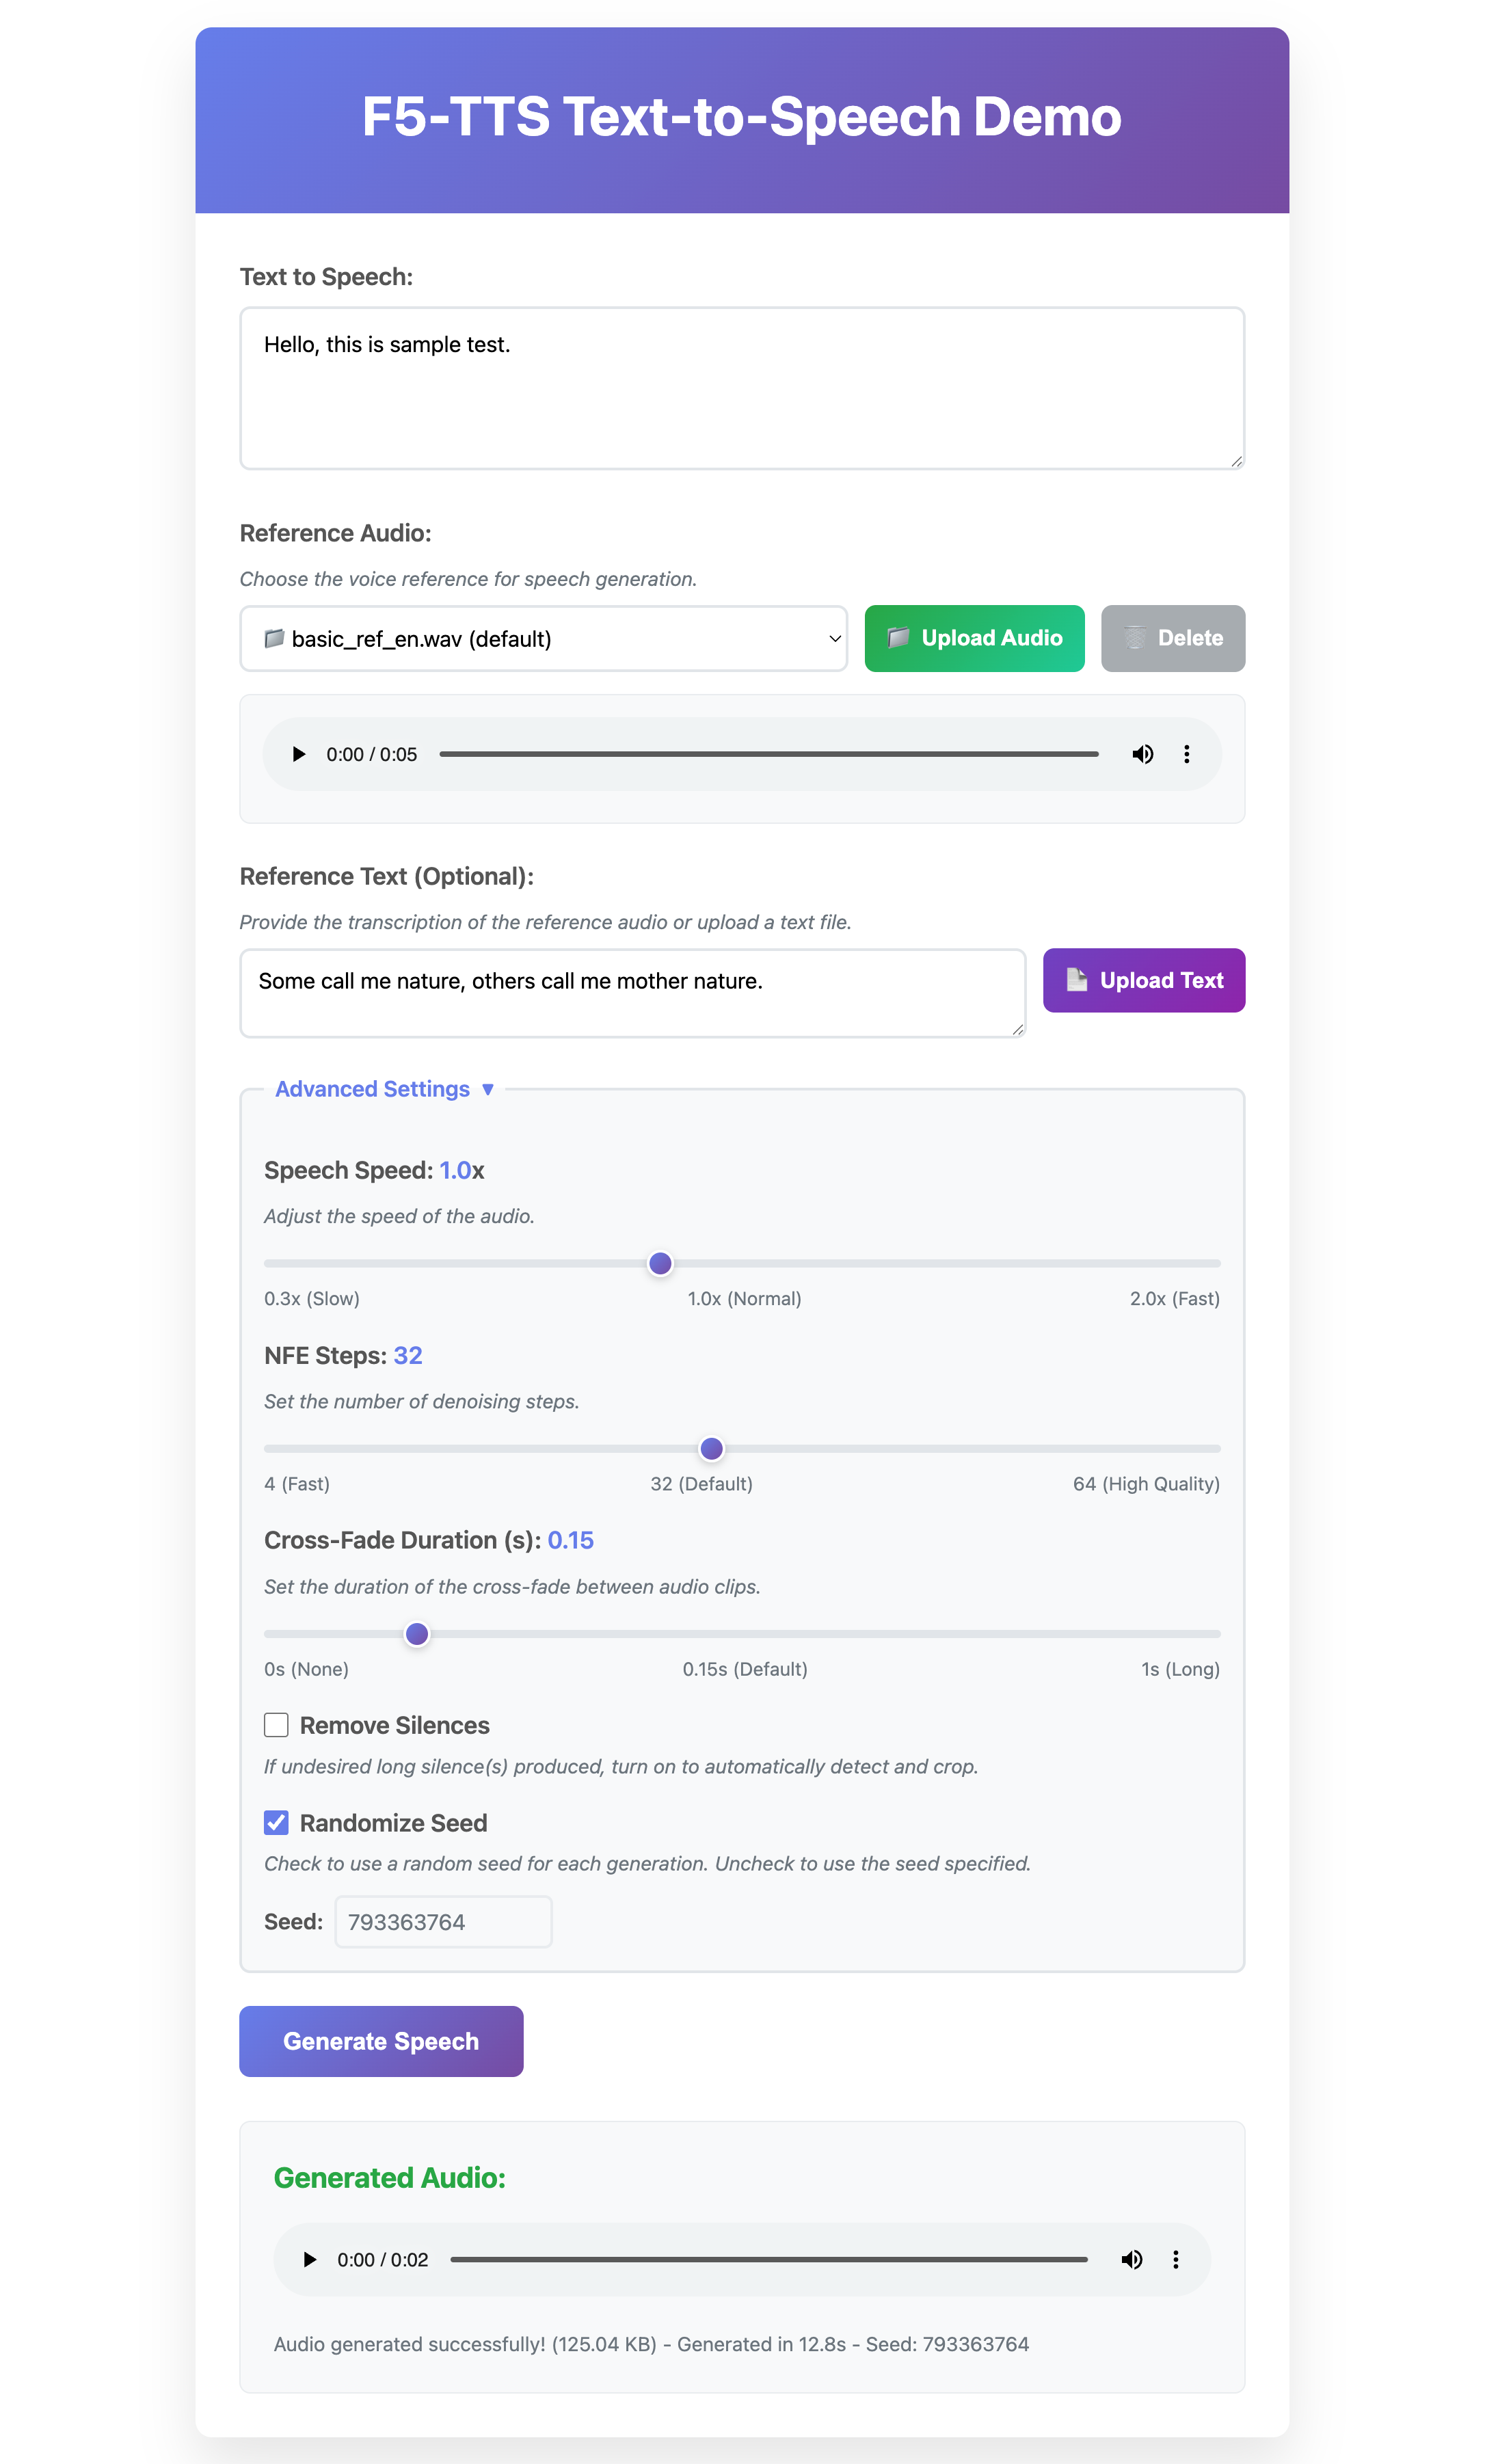 F5-TTS Text-to-Speech Demo
Text to Speech:
Hello, this is sample test.
Reference Audio:
Choose the voice reference for speech generation.
basic_ref_en.wav (default)
Upload Audio
Delete
0:00 / 0:05
Reference Text (Optional):
Provide the transcription of the reference audio or upload a text file.
Some call me nature, others call me mother nature.
Upload Text
Advanced Settings ▼
Speech Speed: 1.0x
Adjust the speed of the audio.
0.3x (Slow) 1.0x (Normal) 2.0x (Fast)
NFE Steps: 32
Set the number of denoising steps.
4 (Fast) 32 (Default) 64 (High Quality)
Cross-Fade Duration (s): 0.15
Set the duration of the cross-fade between audio clips.
0s (None) 0.15s (Default) 1s (Long)
Remove Silences
If undesired long silence(s) produced, turn on to automatically detect and crop.
Randomize Seed
Check to use a random seed for each generation. Uncheck to use the seed specified.
Seed: 793363764
Generate Speech
Generated Audio:
0:00 / 0:02
Audio generated successfully! (125.04 KB) - Generated in 12.8s - Seed: 793363764